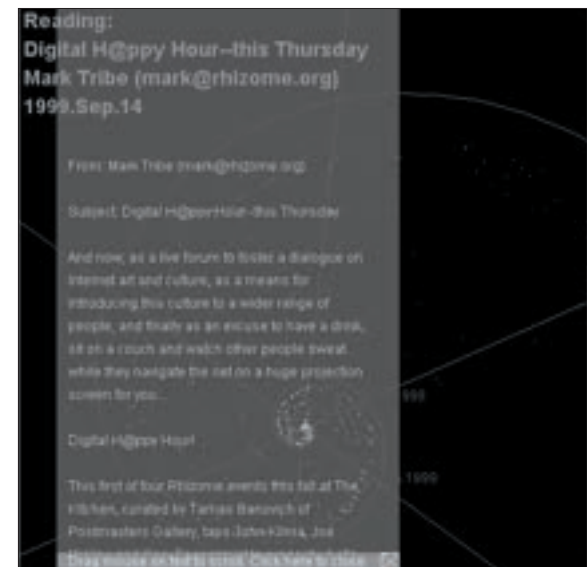 Reading:
Digital H@ppy Hour--this Thursday
Mark Tribe (mark@rhizome.org)
1999.Sep.14
From: Mark Tribe (mark@rhizome.org)
Subject: Digital H@ppy Hour--this Thursday
And now, as a live forum to foster a dialogue on
Internet art and culture, as a means for
introducing this culture to a wider range of
people, and finally as an excuse to have a drink,
sit on a couch and watch other people sweat
while they navigate the net on a huge projection
screen for you...
Digital H@ppy Hour!
This first of four Rhizome events this fall at The
Kitchen, curated by Tamas Banovich of
Postmasters Gallery, taps John Klima, Joe
Drag mouse on text to scroll. Click here to close
1999